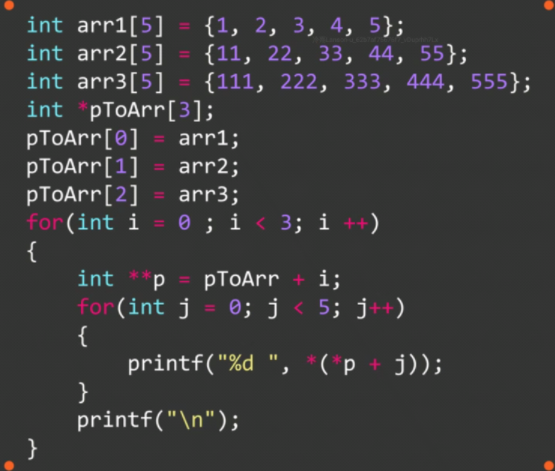 int arr1[5] = {1, 2, 3, 4, 5};
int arr2[5] = {11, 22, 33, 44, 55};
int arr3[5] = {111, 222, 333, 444, 555};
int *pToArr[3];
pToArr[0] = arr1;
pToArr[1] = arr2;
pToArr[2] = arr3;
for(int i = 0 ; i < 3; i ++)
{
    int **p = pToArr + i;
    for(int j = 0; j < 5; j++)
    {
        printf("%d ", *(*p + j));
    }
    printf("\n");
}